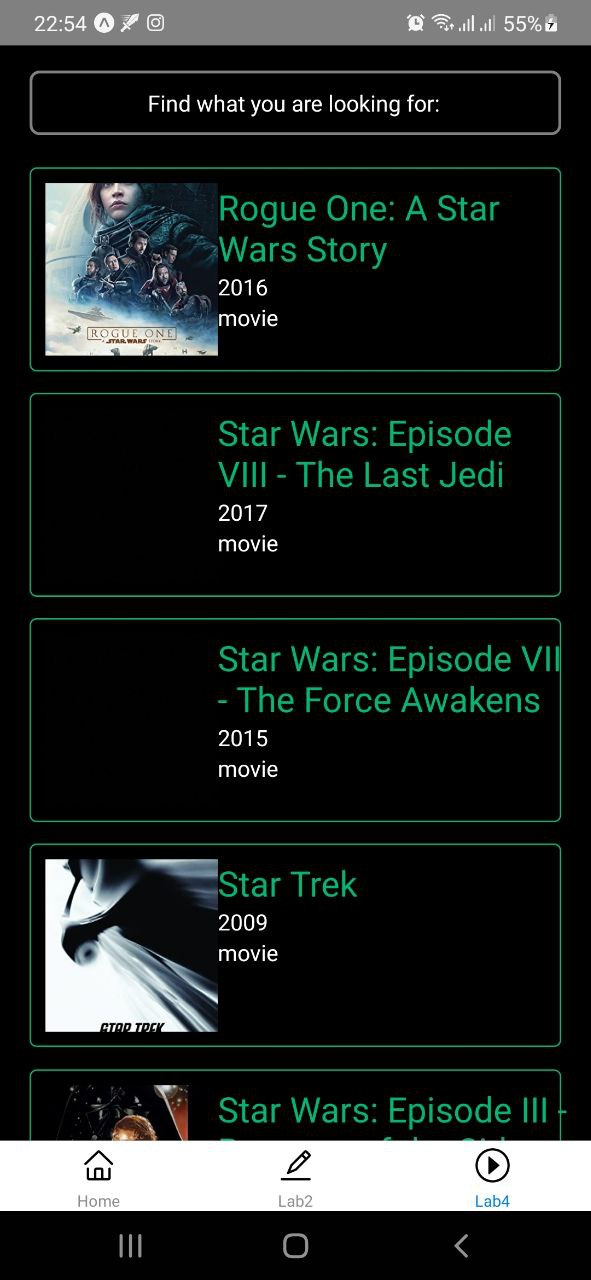 22:54
55%
Find what you are looking for:
Rogue One: A Star
Wars Story
2016
movie
ROGUE ONE
A STAR WARS STORY
Star Wars: Episode
VIII - The Last Jedi
2017
movie
Star Wars: Episode VII
- The Force Awakens
2015
movie
Star Trek
2009
movie
STAR TREK
Star Wars: Episode III -
Home
Lab2
Lab4